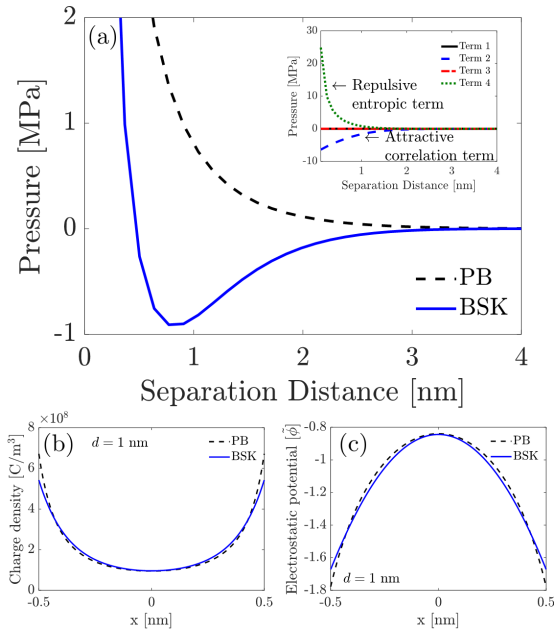 (a)
Pressure [MPa]
2
1
0
-1
0
1
2
3
4
Separation Distance [nm]
PB
BSK
Pressure [MPa]
30
20
10
0
-10
1
2
3
4
Separation Distance [nm]
Term 1
Term 2
Term 3
Term 4
← Repulsive
entropic term
← Attractive
correlation term
(b)
×10⁸
Charge density [C/m³]
8
6
4
2
0
-0.5
0
0.5
x [nm]
d = 1 nm
PB
BSK
(c)
Electrostatic potential [ϕ̃]
-0.8
-1
-1.2
-1.4
-1.6
-1.8
-0.5
0
0.5
x [nm]
PB
BSK
d = 1 nm